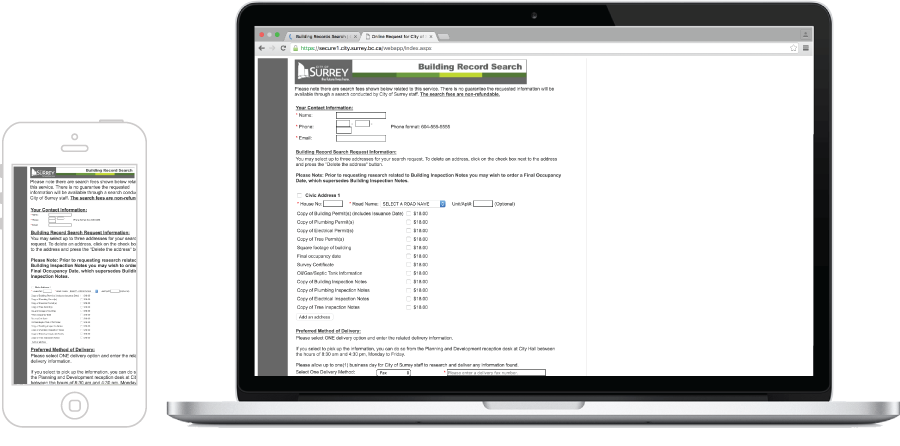 Building Records Search
Online Request for City of
https://secure1.city.surrey.bc.ca/webapp/index.aspx
CITY OF
SURREY
Building Record Search
Please note there are search fees shown below related to this service. There is no guarantee the requested information will be
available through a search conducted by City of Surrey staff. The search fees are non-refundable.
Your Contact Information:
* Name:
* Phone: - - Phone format: 604-555-5555
* Email:
Building Record Search Request Information:
You may select up to three addresses for your search request. To delete an address, click on the check box next to the address
and press the "Delete the address" button.
Please Note: Prior to requesting research related to Building Inspection Notes you may wish to order a Final Occupancy
Date, which supersedes Building Inspection Notes.
Civic Address 1
* House No: * Road Name: SELECT A ROAD NAME Unit/Apt#: (Optional)
Copy of Building Permit(s) (Includes Issuance Date) $18.00
Copy of Plumbing Permit(s) $18.00
Copy of Electrical Permit(s) $18.00
Copy of Tree Permit(s) $18.00
Square footage of building $18.00
Final occupancy date $18.00
Survey Certificate $18.00
Oil/Gas/Septic Tank Information $18.00
Copy of Building Inspection Notes $18.00
Copy of Plumbing Inspection Notes $18.00
Copy of Electrical Inspection Notes $18.00
Copy of Tree Inspection Notes $18.00
Add an address
Preferred Method of Delivery:
Please select ONE delivery option and enter the related delivery information.
If you select to pick up the information, you can do so from the Planning and Development reception desk at City Hall between
the hours of 8:30 am and 4:30 pm, Monday to Friday.
Please allow up to one(1) business day for City of Surrey staff to research and deliver any information found.
Select One Delivery Method: Fax * Please enter a delivery fax number
SURREY
Building Record Search
Please note there are search fees shown below rela
this service. There is no guarantee the requested
information will be available through a search conduc
City of Surrey staff. The search fees are non-refun
Your Contact Information:
Building Record Search Request Information:
You may select up to three addresses for your searc
request. To delete an address, click on the check box
to the address and press the "Delete the address" b
Please Note: Prior to requesting research related
Building Inspection Notes you may wish to order
Final Occupancy Date, which supersedes Buildin
Inspection Notes.
Preferred Method of Delivery:
Please select ONE delivery option and enter the rela
delivery information.
If you select to pick up the information, you can do s
the Planning and Development reception desk at City
between the hours of 8:30 am and 4:30 pm, Monday